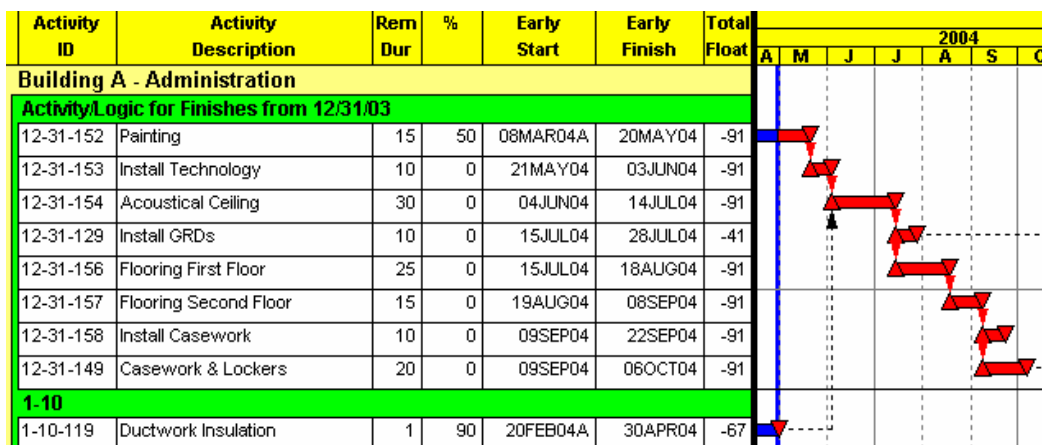 Activity ID Activity Description Rem Dur % Early Start Early Finish Total Float 2004
A M J J A S
Building A - Administration
Activity/Logic for Finishes from 12/31/03
12-31-152 Painting 15 50 08MAR04A 20MAY04 -91
12-31-153 Install Technology 10 0 21MAY04 03JUN04 -91
12-31-154 Acoustical Ceiling 30 0 04JUN04 14JUL04 -91
12-31-129 Install GRDs 10 0 15JUL04 28JUL04 -41
12-31-156 Flooring First Floor 25 0 15JUL04 18AUG04 -91
12-31-157 Flooring Second Floor 15 0 19AUG04 08SEP04 -91
12-31-158 Install Casework 10 0 09SEP04 22SEP04 -91
12-31-149 Casework & Lockers 20 0 09SEP04 06OCT04 -91
1-10
1-10-119 Ductwork Insulation 1 90 20FEB04A 30APR04 -67